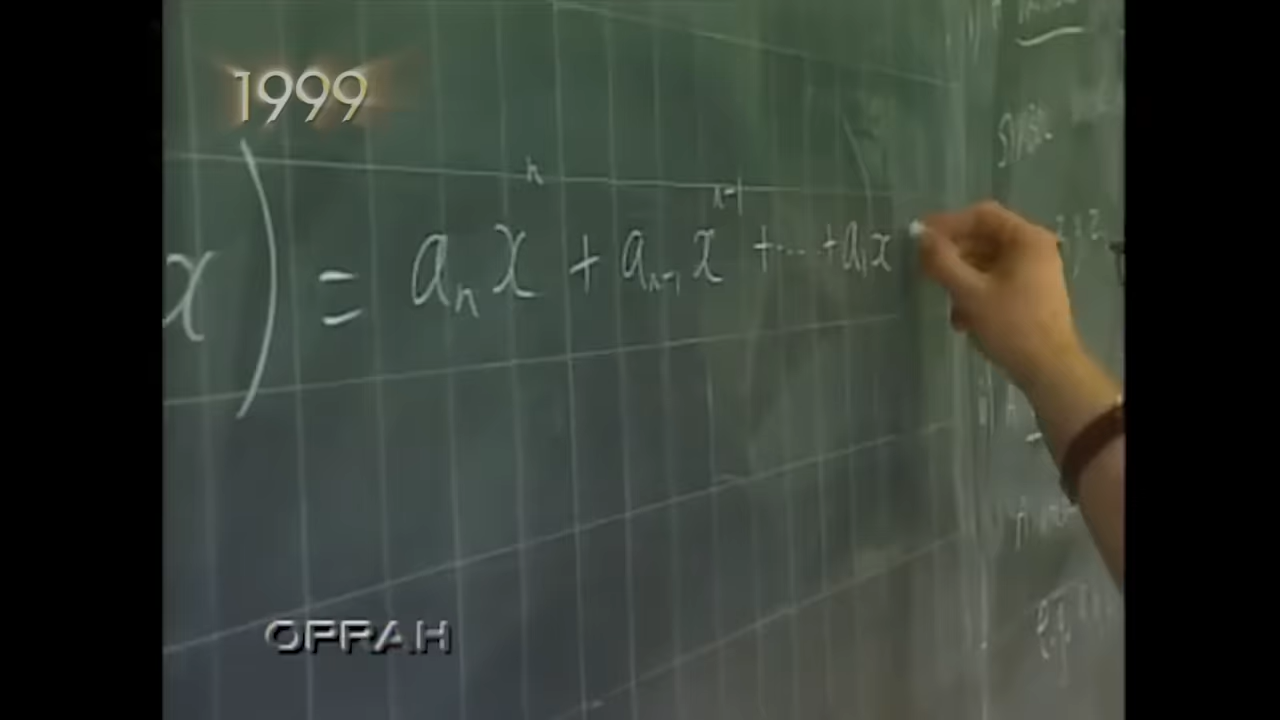 1999
x) = aₙxⁿ + aₙ₋₁xⁿ⁻¹ + ... + a₁x
OPRAH